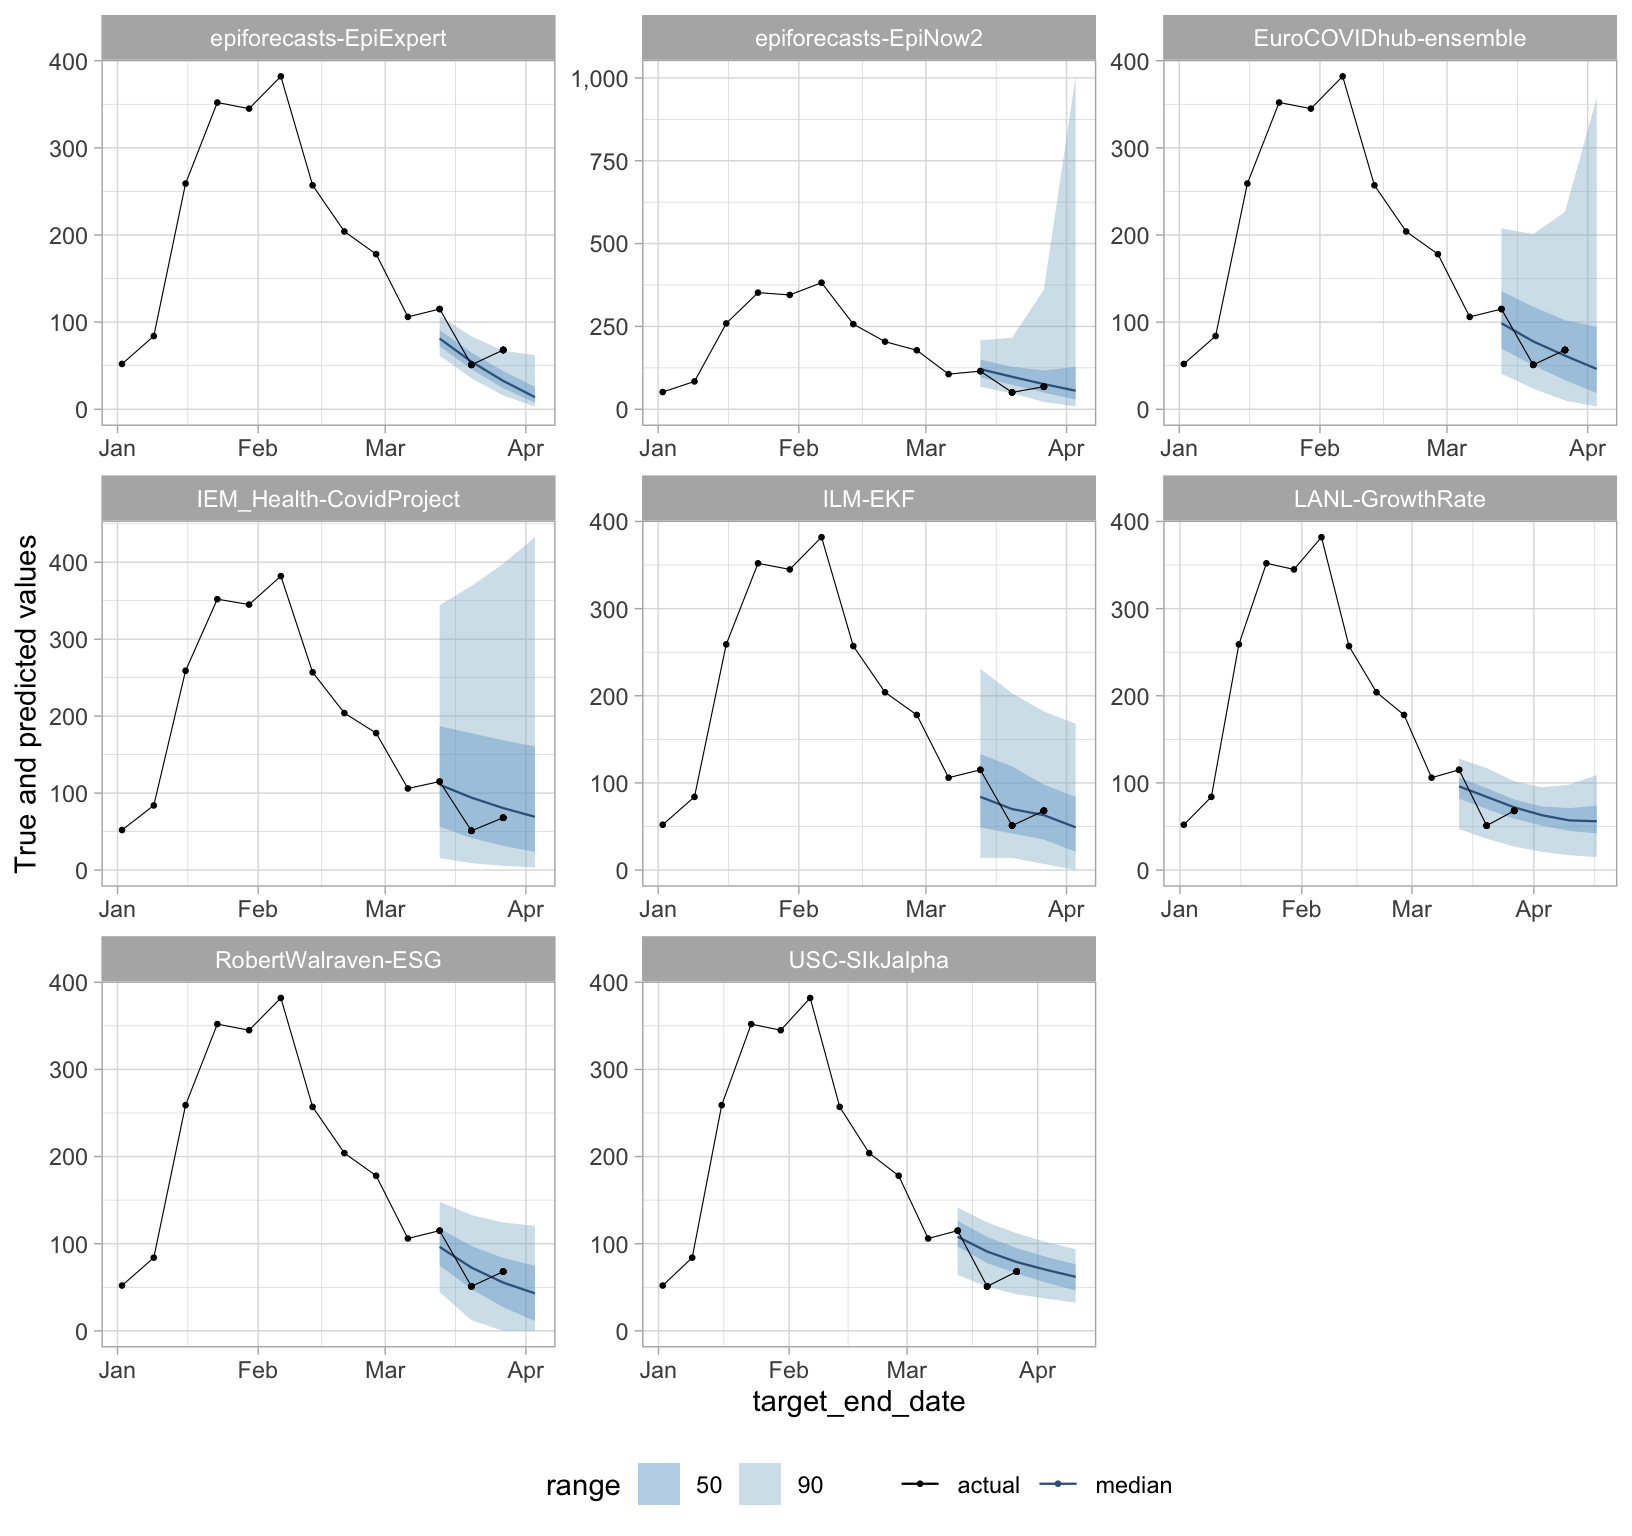 epiforecasts-EpiExpert
epiforecasts-EpiNow2
EuroCOVIDhub-ensemble
400
300
200
100
0
Jan Feb Mar Apr
1,000
750
500
250
0
Jan Feb Mar Apr
400
300
200
100
0
Jan Feb Mar Apr
True and predicted values
IEM_Health-CovidProject
ILM-EKF
LANL-GrowthRate
400
300
200
100
0
Jan Feb Mar Apr
400
300
200
100
0
Jan Feb Mar Apr
400
300
200
100
0
Jan Feb Mar Apr
RobertWalraven-ESG
USC-SIkJalpha
400
300
200
100
0
Jan Feb Mar Apr
400
300
200
100
0
Jan Feb Mar Apr
target_end_date
range 50 90 actual median